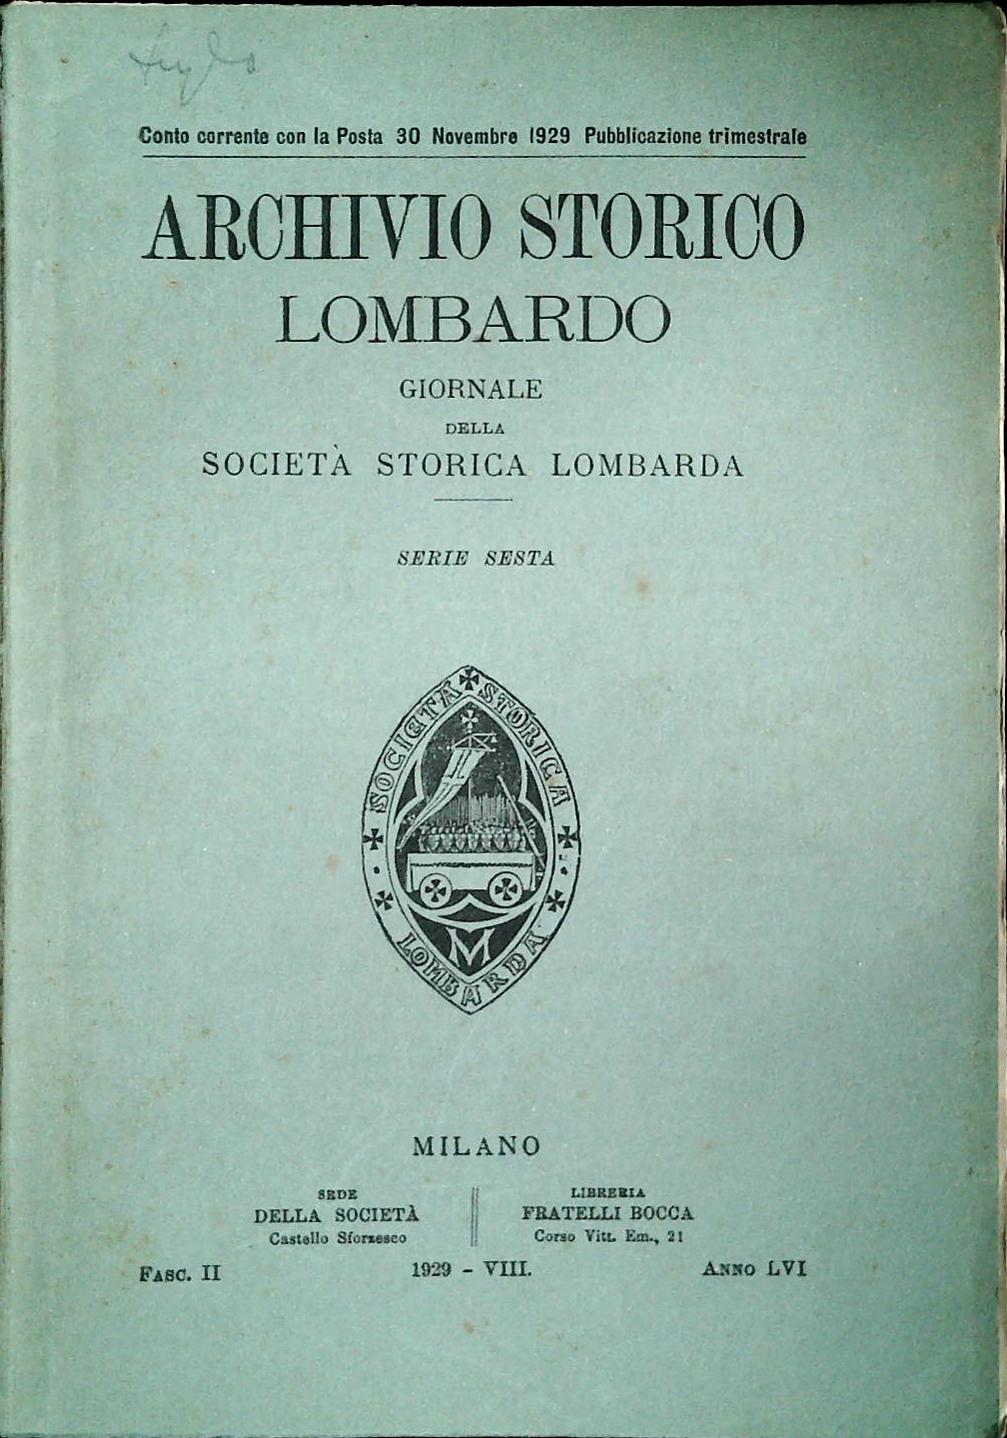 Conto corrente con la Posta 30 Novembre 1929 Pubblicazione trimestrale
ARCHIVIO STORICO
LOMBARDO
GIORNALE
DELLA
SOCIETÀ STORICA LOMBARDA
SERIE SESTA
SOCIETÀ STORICA
LOMBARDA
M
MILANO
SEDE
DELLA SOCIETÀ
Castello Sforzesco
LIBRERIA
FRATELLI BOCCA
Corso Vitt. Em., 21
FASC. II
1929 - VIII.
ANNO LVI